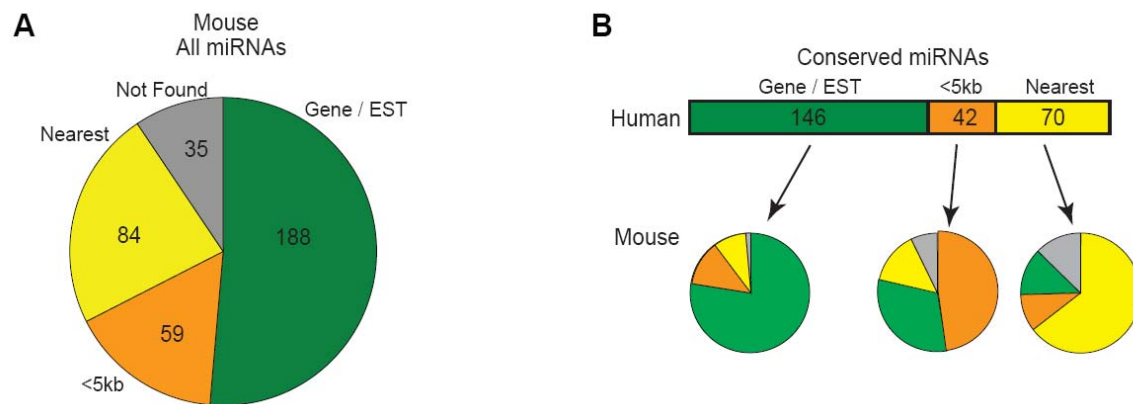 A
Mouse
All miRNAs
Not Found
Gene / EST
Nearest
35
84
188
59
<5kb
B
Conserved miRNAs
Gene / EST <5kb Nearest
Human 146 42 70
Mouse